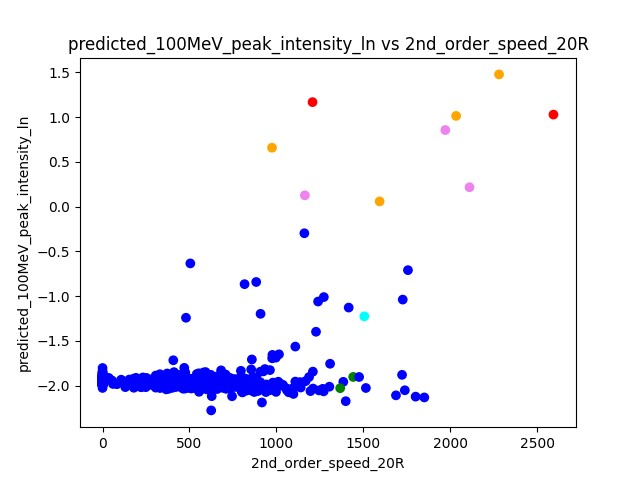 predicted_100MeV_peak_intensity_ln vs 2nd_order_speed_20R
predicted_100MeV_peak_intensity_ln
1.5
1.0
0.5
0.0
−0.5
−1.0
−1.5
−2.0
0 500 1000 1500 2000 2500
2nd_order_speed_20R